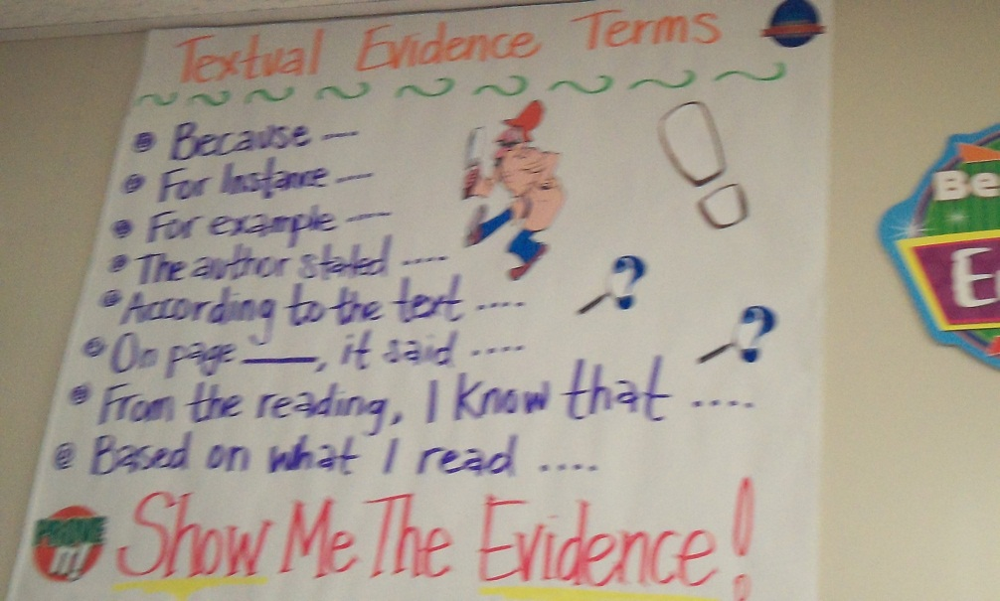 Textual Evidence Terms
Because ---
For Instance ---
For example ----
The author stated ....
According to the text ....
On page ___, it said ....
From the reading, I know that ....
Based on what I read ....
PROVE
it!
Show Me The Evidence!
Be
E